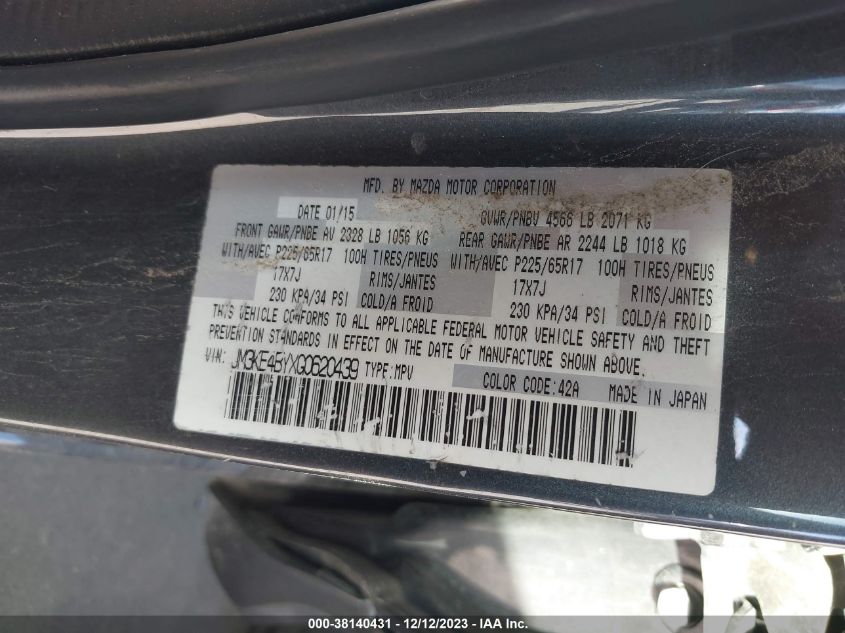 MFD. BY MAZDA MOTOR CORPORATION
DATE 01/15 GVWR/PNBV 4566 LB 2071 KG
FRONT GAWR/PNBE AV 2328 LB 1056 KG REAR GAWR/PNBE AR 2244 LB 1018 KG
WITH/AVEC P225/65R17 100H TIRES/PNEUS WITH/AVEC P225/65R17 100H TIRES/PNEUS
17X7J RIMS/JANTES 17X7J RIMS/JANTES
230 KPA/34 PSI COLD/A FROID 230 KPA/34 PSI COLD/A FROID
THIS VEHICLE CONFORMS TO ALL APPLICABLE FEDERAL MOTOR VEHICLE SAFETY AND THEFT
PREVENTION STANDARDS IN EFFECT ON THE DATE OF MANUFACTURE SHOWN ABOVE.
VIN: JM3KE4BYXG0620439 TYPE:MPV COLOR CODE:42A MADE IN JAPAN
000-38140431 - 12/12/2023 - IAA Inc.